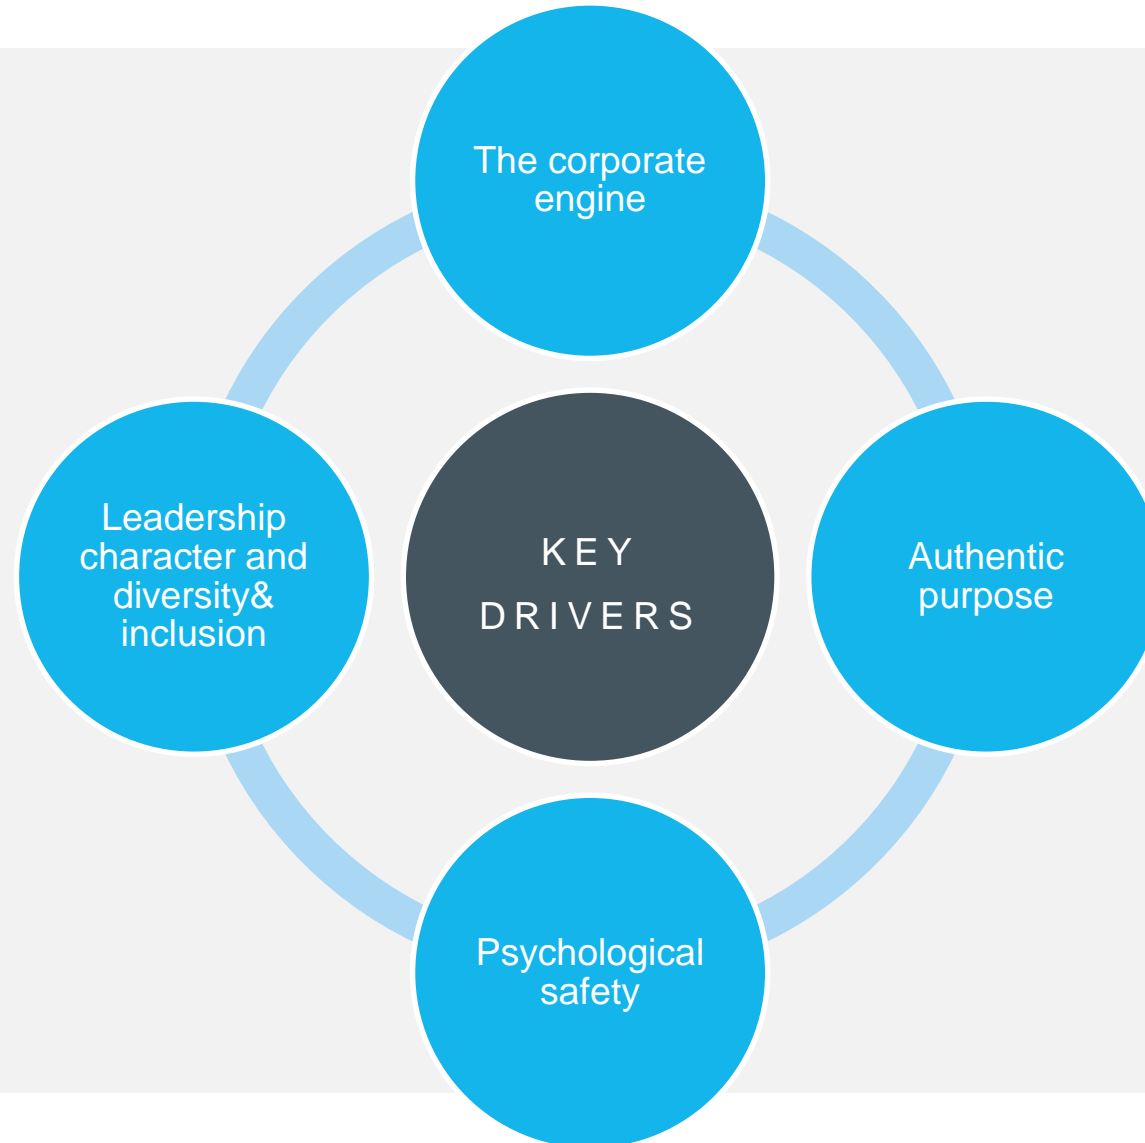 The corporate
engine
Leadership
character and
diversity&
inclusion
KEY
DRIVERS
Authentic
purpose
Psychological
safety